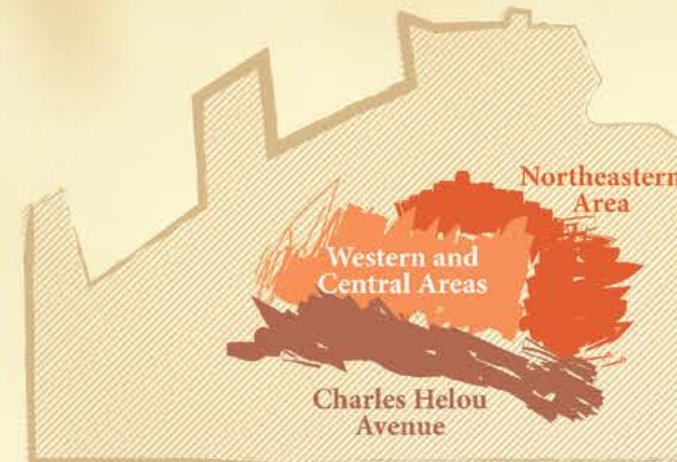 Northeastern
Area
Western and
Central Areas
Charles Helou
Avenue